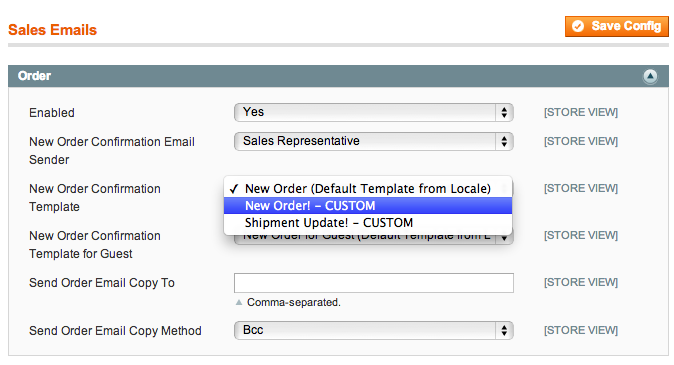 Sales Emails
Save Config
Order
Enabled
Yes
[STORE VIEW]
New Order Confirmation Email
Sender
Sales Representative
[STORE VIEW]
New Order Confirmation
Template
✓ New Order (Default Template from Locale)
New Order! – CUSTOM
Shipment Update! – CUSTOM
[STORE VIEW]
New Order Confirmation
Template for Guest
New Order for Guest (Default Template from L
[STORE VIEW]
Send Order Email Copy To
[STORE VIEW]
▲ Comma-separated.
Send Order Email Copy Method
Bcc
[STORE VIEW]